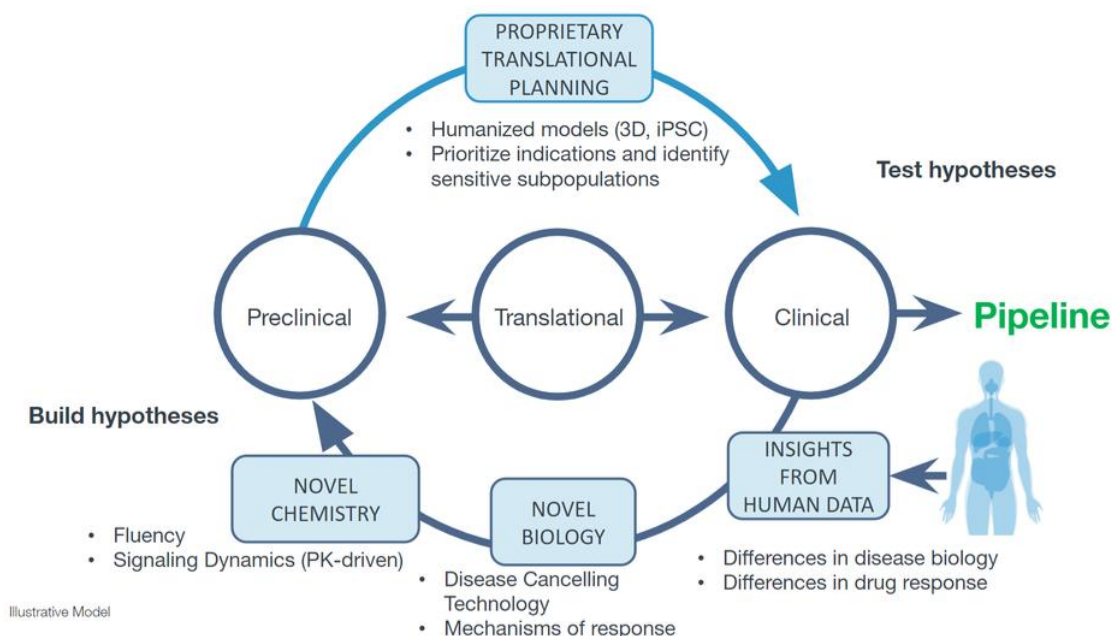 PROPRIETARY
TRANSLATIONAL
PLANNING
• Humanized models (3D, iPSC)
• Prioritize indications and identify
sensitive subpopulations
Test hypotheses
Preclinical
Translational
Clinical
Pipeline
Build hypotheses
NOVEL
CHEMISTRY
• Fluency
• Signaling Dynamics (PK-driven)
NOVEL
BIOLOGY
• Disease Cancelling
Technology
• Mechanisms of response
INSIGHTS
FROM
HUMAN DATA
• Differences in disease biology
• Differences in drug response
Illustrative Model